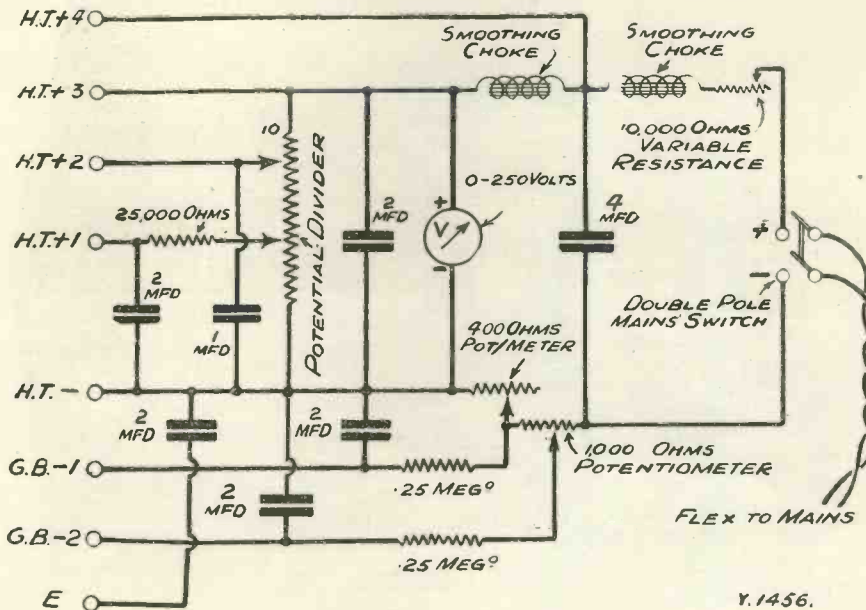 H.T.+4
SMOOTHING
CHOKE
SMOOTHING
CHOKE
H.T.+3
10
10,000 OHMS
VARIABLE
RESISTANCE
H.T.+2
POTENTIAL DIVIDER
2
MFD
0-250 VOLTS
25,000 OHMS
+
V
-
4
MFD
H.T.+1
+
-
2
MFD
1
MFD
DOUBLE POLE
MAINS SWITCH
400 OHMS
POT/METER
H.T.-
2
MFD
2
MFD
1,000 OHMS
POTENTIOMETER
G.B.-1
.25 MEGO
2
MFD
FLEX TO MAINS
G.B.-2
.25 MEGO
E
Y.1456.